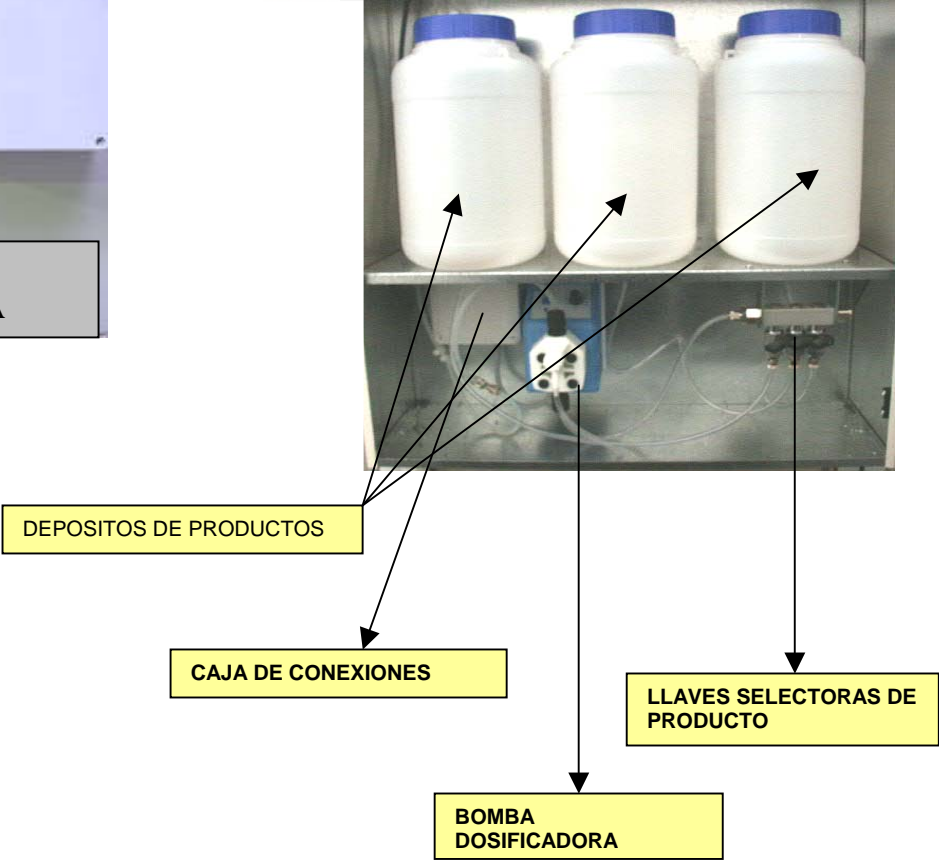 DEPOSITOS DE PRODUCTOS
CAJA DE CONEXIONES
LLAVES SELECTORAS DE
PRODUCTO
BOMBA
DOSIFICADORA